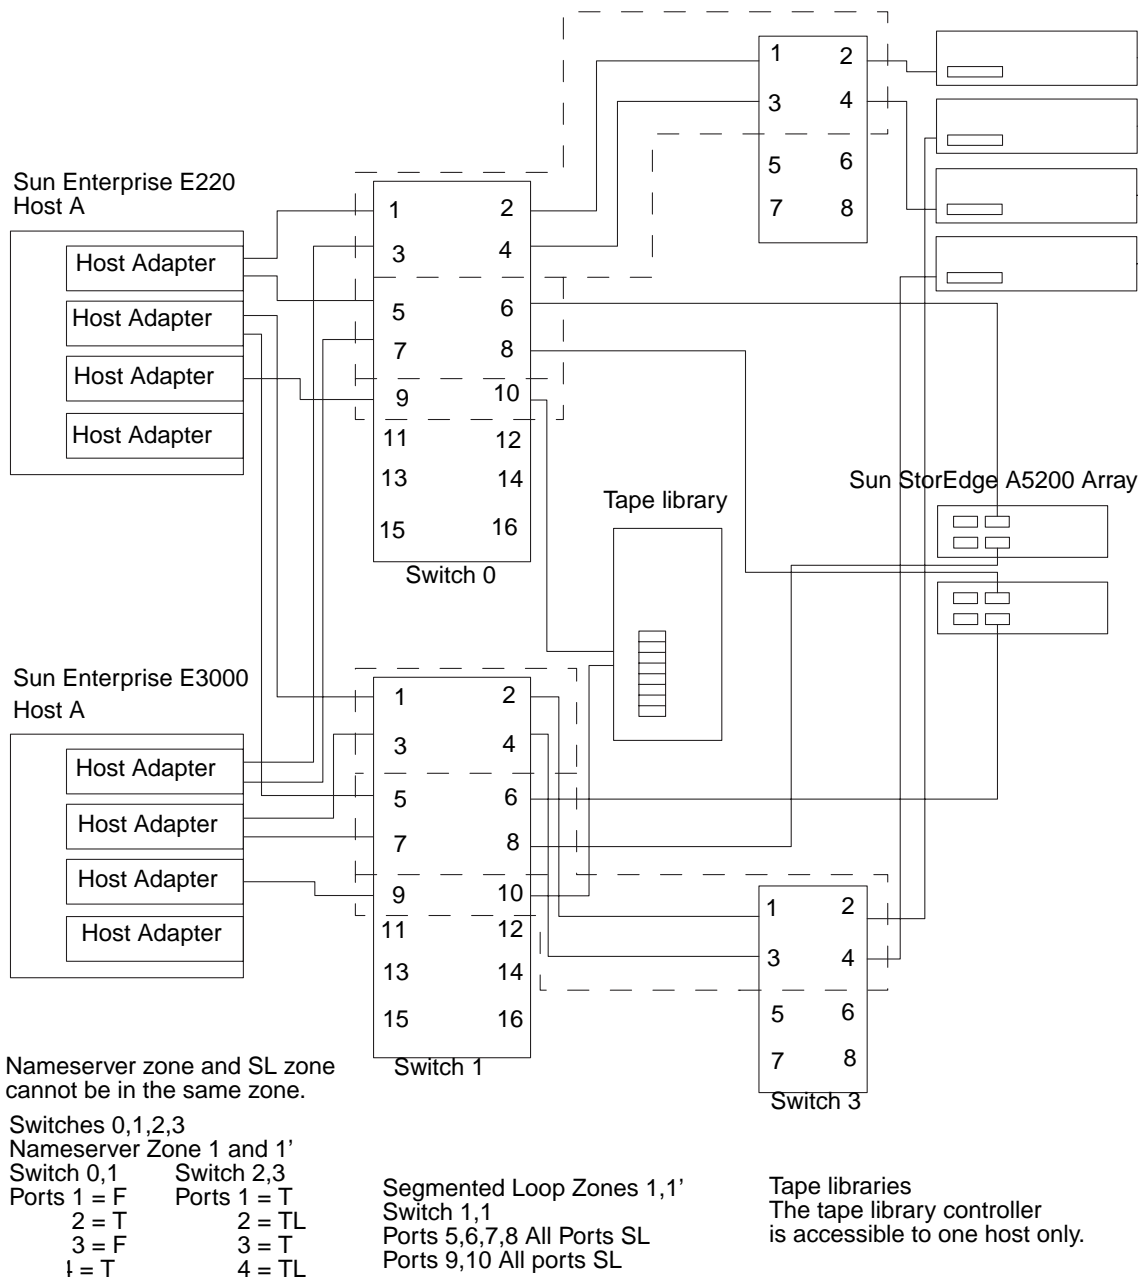 1 2
3 4
5 6
7 8
Sun Enterprise E220
Host A
Host Adapter
Host Adapter
Host Adapter
Host Adapter
1 2
3 4
5 6
7 8
9 10
11 12
13 14
15 16
Switch 0
Tape library
Sun StorEdge A5200 Array
Sun Enterprise E3000
Host A
Host Adapter
Host Adapter
Host Adapter
Host Adapter
1 2
3 4
5 6
7 8
9 10
11 12
13 14
15 16
Switch 1
1 2
3 4
5 6
7 8
Switch 3
Nameserver zone and SL zone
cannot be in the same zone.
Switches 0,1,2,3
Nameserver Zone 1 and 1’
Switch 0,1 Switch 2,3
Ports 1 = F Ports 1 = T
2 = T 2 = TL
3 = F 3 = T
= T 4 = TL
Segmented Loop Zones 1,1’
Switch 1,1
Ports 5,6,7,8 All Ports SL
Ports 9,10 All ports SL
Tape libraries
The tape library controller
is accessible to one host only.